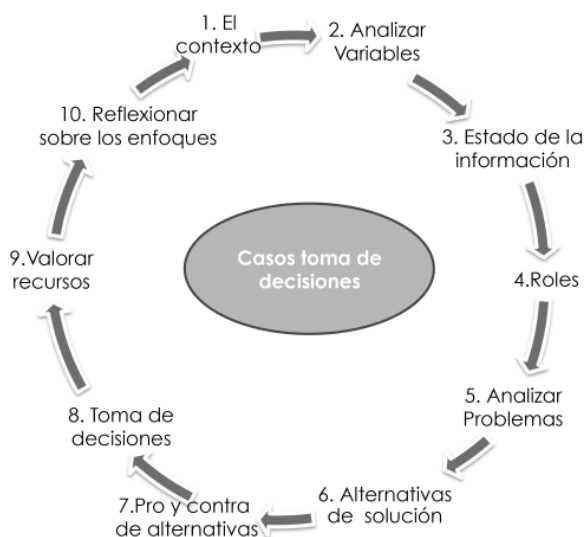 1. El
contexto
2. Analizar
Variables
3. Estado de la
información
4.Roles
5. Analizar
Problemas
6. Alternativas
de solución
7.Pro y contra
de alternativas
8. Toma de
decisiones
9.Valorar
recursos
10. Reflexionar
sobre los enfoques
Casos toma de
decisiones